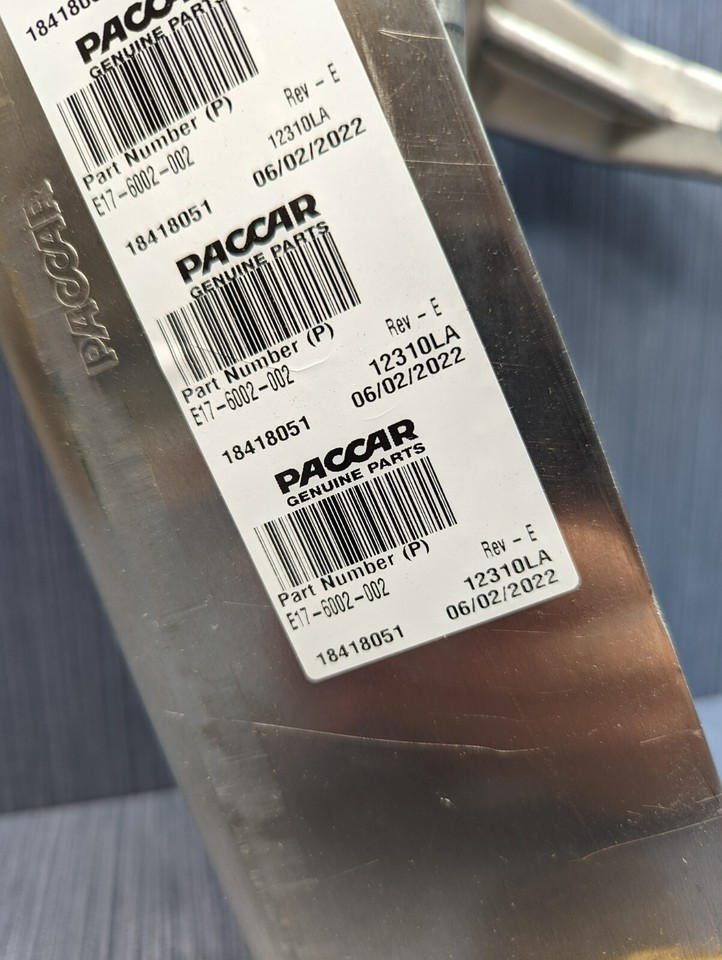 PACCAR
GENUINE PARTS
Part Number (P)
E17-6002-002
Rev - E
12310LA
06/02/2022
18418051
PACCAR
GENUINE PARTS
Part Number (P)
E17-6002-002
Rev - E
12310LA
06/02/2022
18418051
PACCAR
GENUINE PARTS
Part Number (P)
E17-6002-002
Rev - E
12310LA
06/02/2022
18418051
PACCAR